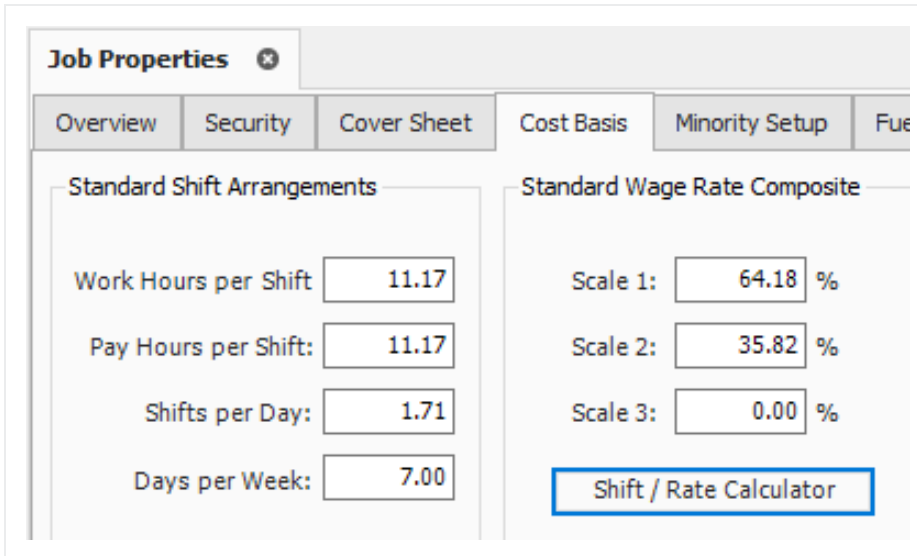 Job Properties
Overview Security Cover Sheet Cost Basis Minority Setup Fue
Standard Shift Arrangements
Work Hours per Shift 11.17
Pay Hours per Shift: 11.17
Shifts per Day: 1.71
Days per Week: 7.00
Standard Wage Rate Composite
Scale 1: 64.18 %
Scale 2: 35.82 %
Scale 3: 0.00 %
Shift / Rate Calculator